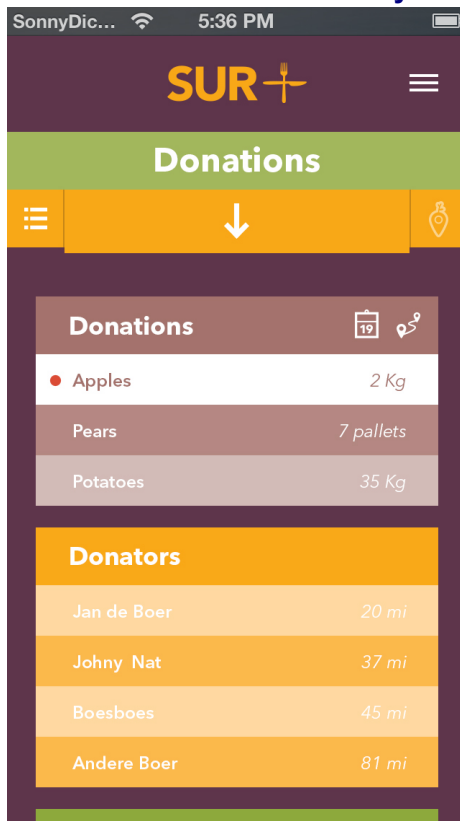 SonnyDic... 5:36 PM
SUR
Donations
Donations 19
Apples 2 Kg
Pears 7 pallets
Potatoes 35 Kg
Donators
Jan de Boer 20 mi
Johny Nat 37 mi
Boesboes 45 mi
Andere Boer 81 mi